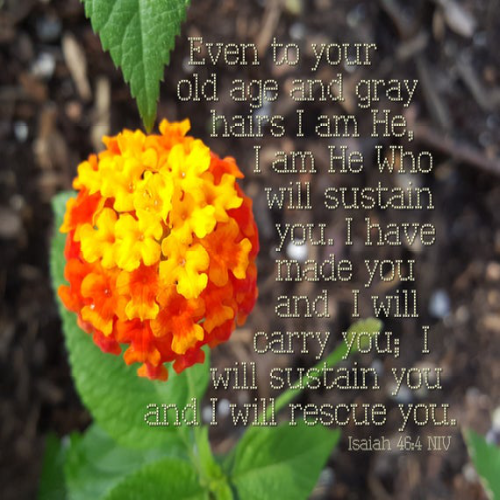 Even to your
old age and gray
hairs I am He,
I am He Who
will sustain
you. I have
made you
and I will
carry you; I
will sustain you
and I will rescue you.
Isaiah 46:4 NIV